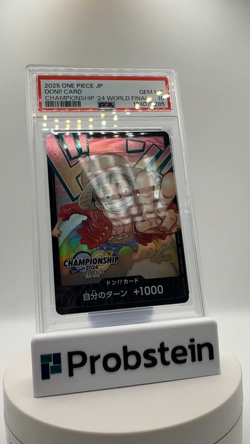 2025 ONE PIECE JP
DON!! CARD GEM MT
CHAMPIONSHIP '24 WORLD FINAL
PSA
CHAMPIONSHIP
2024
ドン!!カード
自分のターン +1000
Probstein